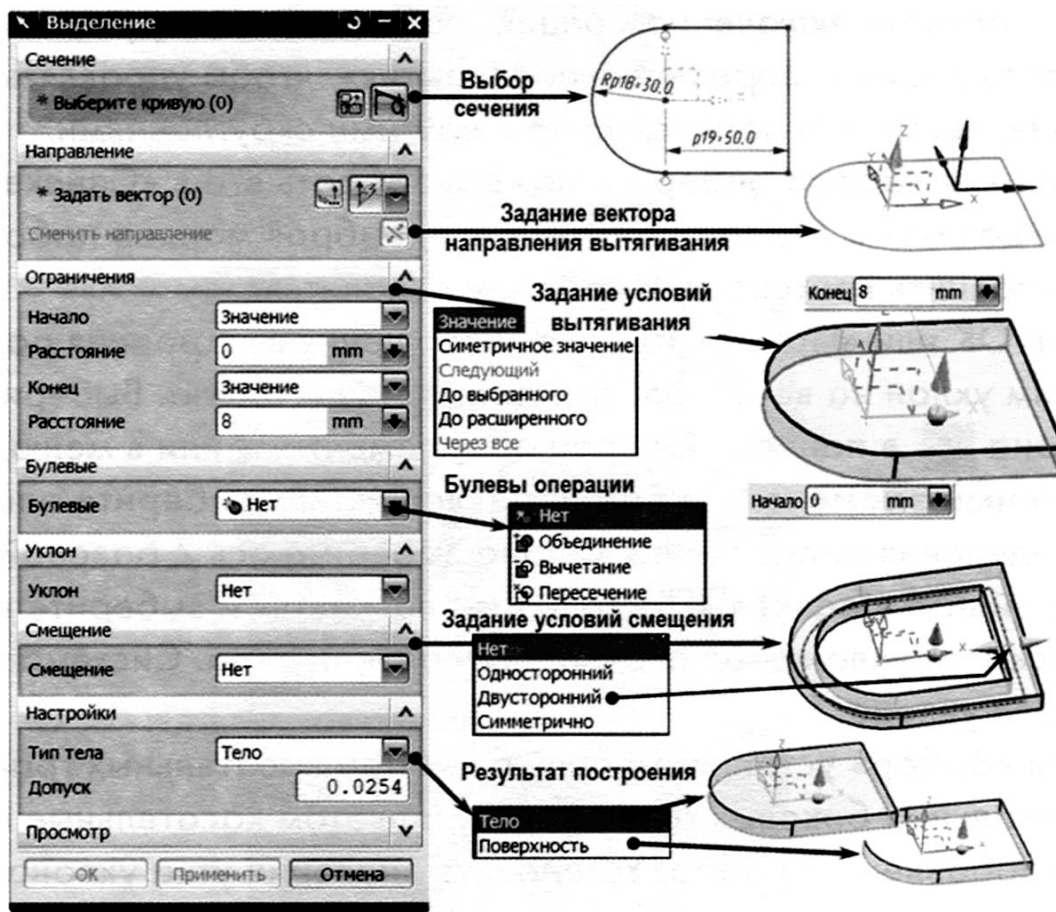 Выделение
Сечение
* Выберите кривую (0)
Направление
* Задать вектор (0)
Сменить направление
Ограничения
Начало Значение
Расстояние 0 mm
Конец Значение
Расстояние 8 mm
Булевые
Булевые Нет
Уклон
Уклон Нет
Смещение
Смещение Нет
Настройки
Тип тела Тело
Допуск 0.0254
Просмотр
ОК Применить Отмена
Выбор
сечения
Rp18=30.0
p19=50.0
Задание вектора
направления вытягивания
Z
X
Задание условий
вытягивания
Значение
Симетричное значение
Следующий
До выбранного
До расширенного
Через все
Конец 8 mm
Начало 0 mm
Булевы операции
Нет
Объединение
Вычетание
Пересечение
Задание условий смещения
Нет
Односторонний
Двусторонний
Симметрично
Результат построения
Тело
Поверхность